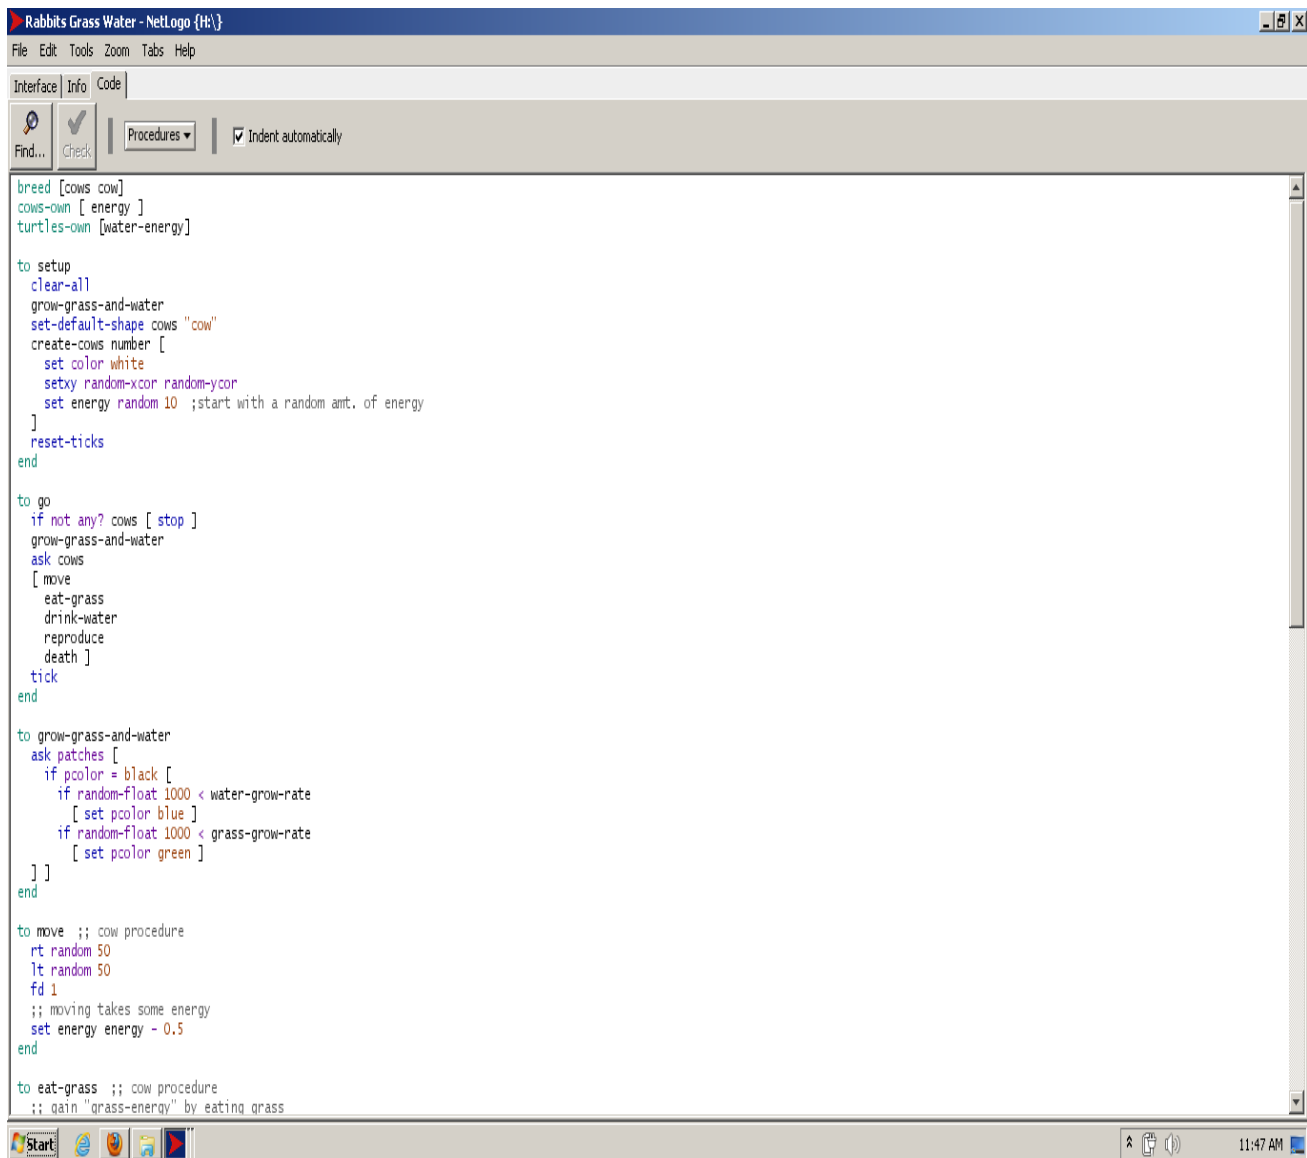 Rabbits Grass Water - NetLogo {H:\}
File Edit Tools Zoom Tabs Help
Interface Info Code
Find... Check Procedures Indent automatically
breed [cows cow]
cows-own [ energy ]
turtles-own [water-energy]
to setup
clear-all
grow-grass-and-water
set-default-shape cows "cow"
create-cows number [
set color white
setxy random-xcor random-ycor
set energy random 10 ;start with a random amt. of energy
]
reset-ticks
end
to go
if not any? cows [ stop ]
grow-grass-and-water
ask cows
[ move
eat-grass
drink-water
reproduce
death ]
tick
end
to grow-grass-and-water
ask patches [
if pcolor = black [
if random-float 1000 < water-grow-rate
[ set pcolor blue ]
if random-float 1000 < grass-grow-rate
[ set pcolor green ]
] ]
end
to move ;; cow procedure
rt random 50
lt random 50
fd 1
;; moving takes some energy
set energy energy - 0.5
end
to eat-grass ;; cow procedure
;; gain "grass-energy" by eating grass
Start 11:47 AM